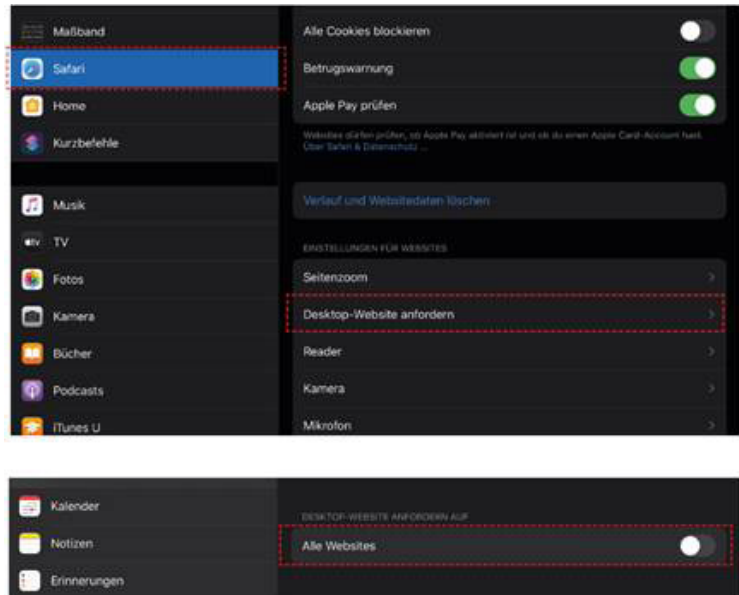 Maßband
Safari
Home
Kurzbefehle
Musik
tv TV
Fotos
Kamera
Bücher
Podcasts
iTunes U
Alle Cookies blockieren
Betrugswarnung
Apple Pay prüfen
Websites dürfen prüfen, ob Apple Pay aktiviert ist und ob du einen Apple Card-Account hast.
Über Safari & Datenschutz ...
Verlauf und Websitedaten löschen
EINSTELLUNGEN FÜR WEBSITES
Seitenzoom
Desktop-Website anfordern
Reader
Kamera
Mikrofon
Kalender
Notizen
Erinnerungen
DESKTOP-WEBSITE ANFORDERN AUF
Alle Websites